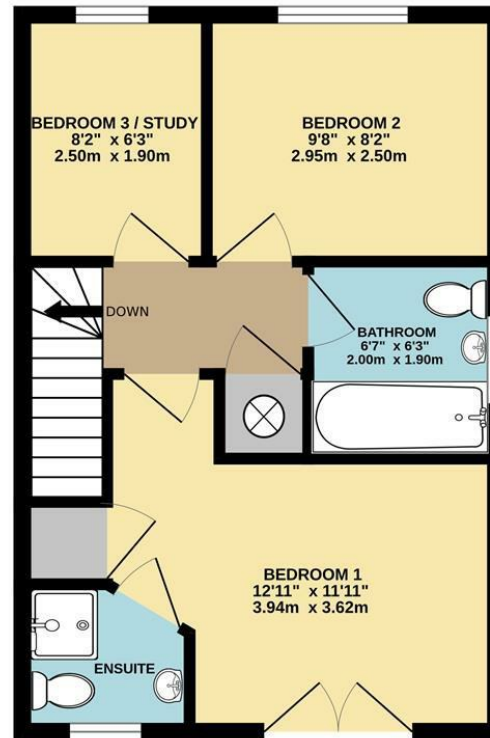 BEDROOM 3 / STUDY
8'2" x 6'3"
2.50m x 1.90m
BEDROOM 2
9'8" x 8'2"
2.95m x 2.50m
DOWN
BATHROOM
6'7" x 6'3"
2.00m x 1.90m
BEDROOM 1
12'11" x 11'11"
3.94m x 3.62m
ENSUITE